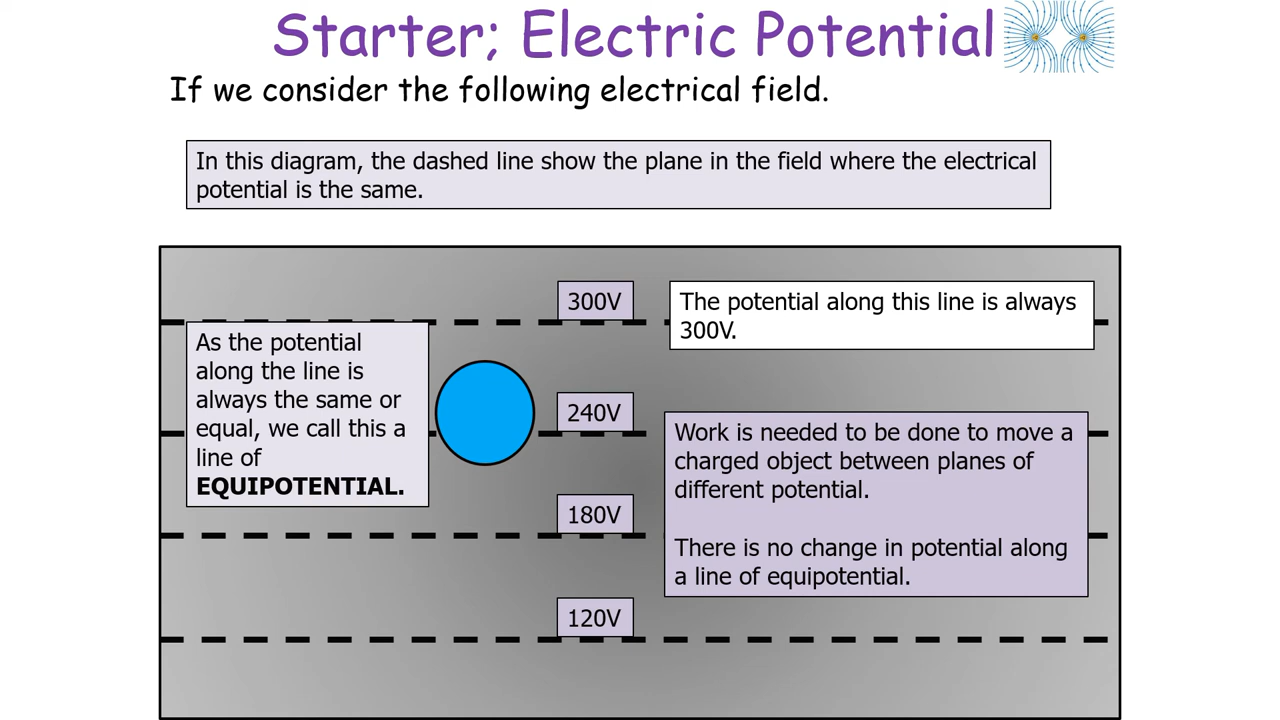 Starter; Electric Potential
If we consider the following electrical field.
In this diagram, the dashed line show the plane in the field where the electrical
potential is the same.
300V
The potential along this line is always
300V.
As the potential
along the line is
always the same or
equal, we call this a
line of
EQUIPOTENTIAL.
240V
Work is needed to be done to move a
charged object between planes of
different potential.
There is no change in potential along
a line of equipotential.
180V
120V